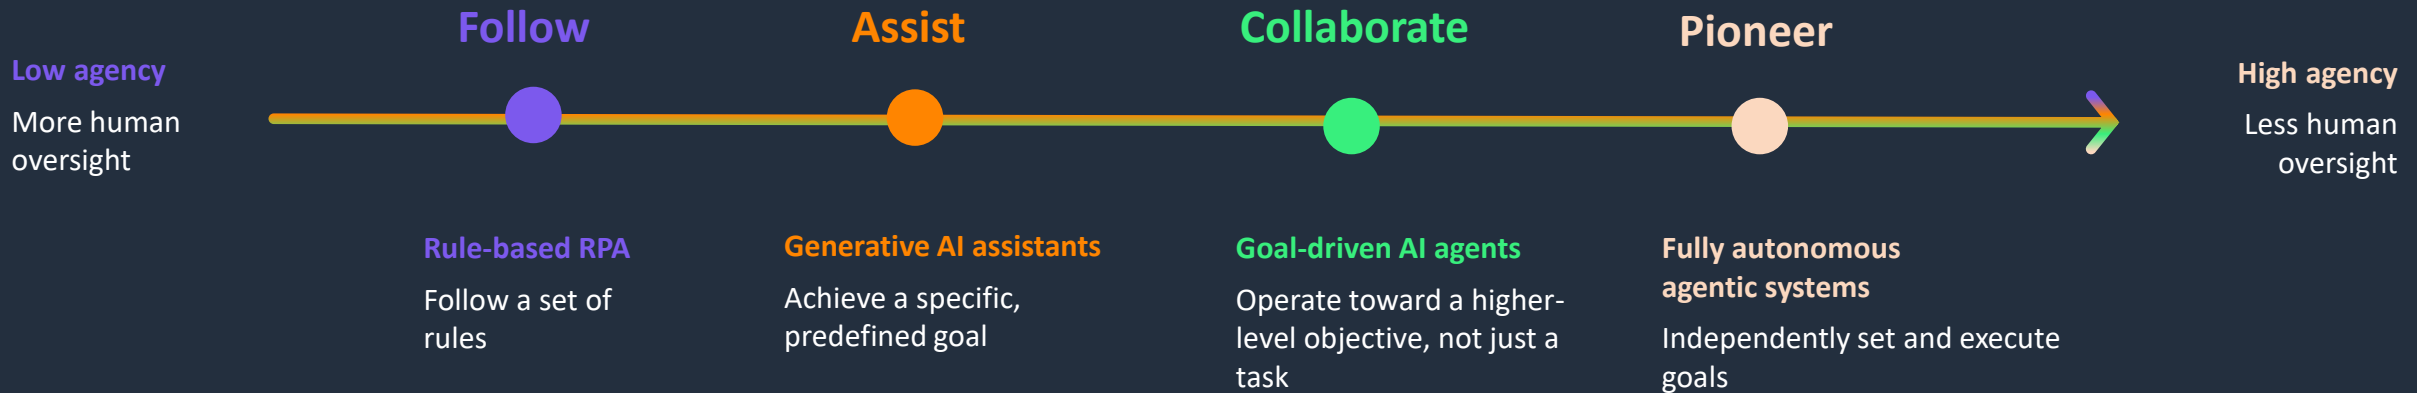 Follow
Assist
Collaborate
Pioneer
Low agency
More human
oversight
High agency
Less human
oversight
Rule-based RPA
Follow a set of
rules
Generative AI assistants
Achieve a specific,
predefined goal
Goal-driven AI agents
Operate toward a higher-
level objective, not just a
task
Fully autonomous
agentic systems
Independently set and execute
goals